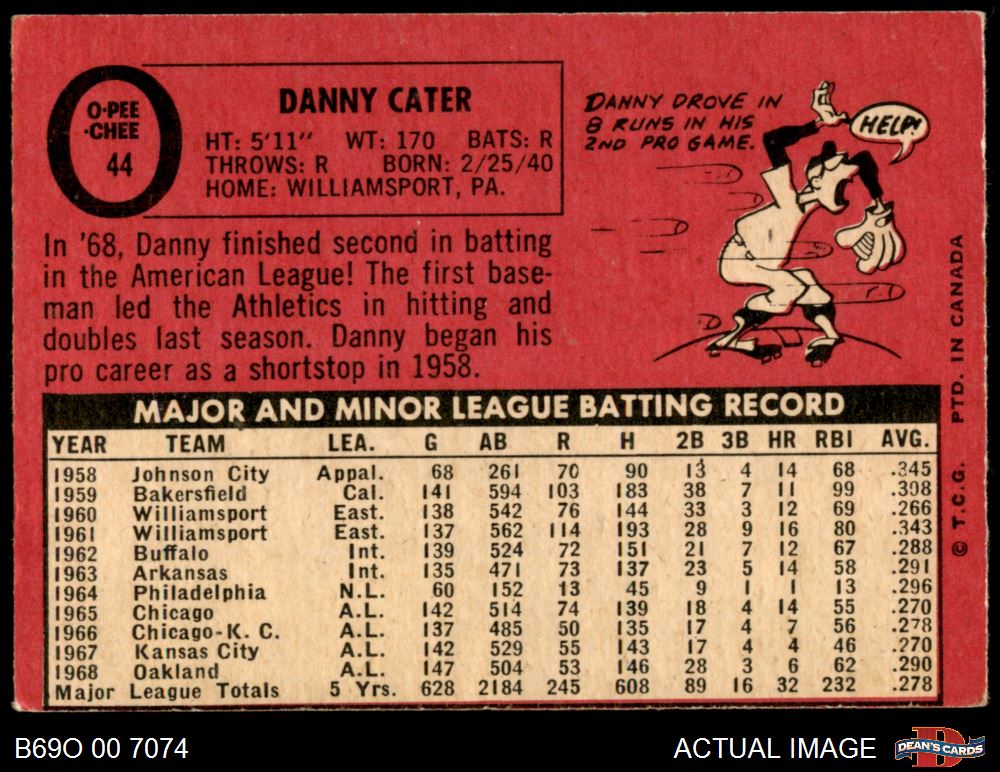 O-PEE
-CHEE
44
DANNY CATER
HT: 5'11" WT: 170 BATS: R
THROWS: R BORN: 2/25/40
HOME: WILLIAMSPORT, PA.
DANNY DROVE IN
8 RUNS IN HIS
2ND PRO GAME.
HELP!
In '68, Danny finished second in batting
in the American League! The first base-
man led the Athletics in hitting and
doubles last season. Danny began his
pro career as a shortstop in 1958.
MAJOR AND MINOR LEAGUE BATTING RECORD
YEAR TEAM LEA. G AB R H 2B 3B HR RBI AVG.
1958 Johnson City Appal. 68 261 70 90 13 4 14 68 .345
1959 Bakersfield Cal. 141 594 103 183 38 7 11 99 .308
1960 Williamsport East. 138 542 76 144 33 3 12 69 .266
1961 Williamsport East. 137 562 114 193 28 9 16 80 .343
1962 Buffalo Int. 139 524 72 151 21 7 12 67 .288
1963 Arkansas Int. 135 471 73 137 23 5 14 58 .291
1964 Philadelphia N.L. 60 152 13 45 9 1 1 13 .296
1965 Chicago A.L. 142 514 74 139 18 4 14 55 .270
1966 Chicago-K. C. A.L. 137 485 50 135 17 4 7 56 .278
1967 Kansas City A.L. 142 529 55 143 17 4 4 46 .270
1968 Oakland A.L. 147 504 53 146 28 3 6 62 .290
Major League Totals 5 Yrs. 628 2184 245 608 89 16 32 232 .278
© T.C.G. PTD. IN CANADA
B69O 00 7074
ACTUAL IMAGE
D
DEAN'S CARDS